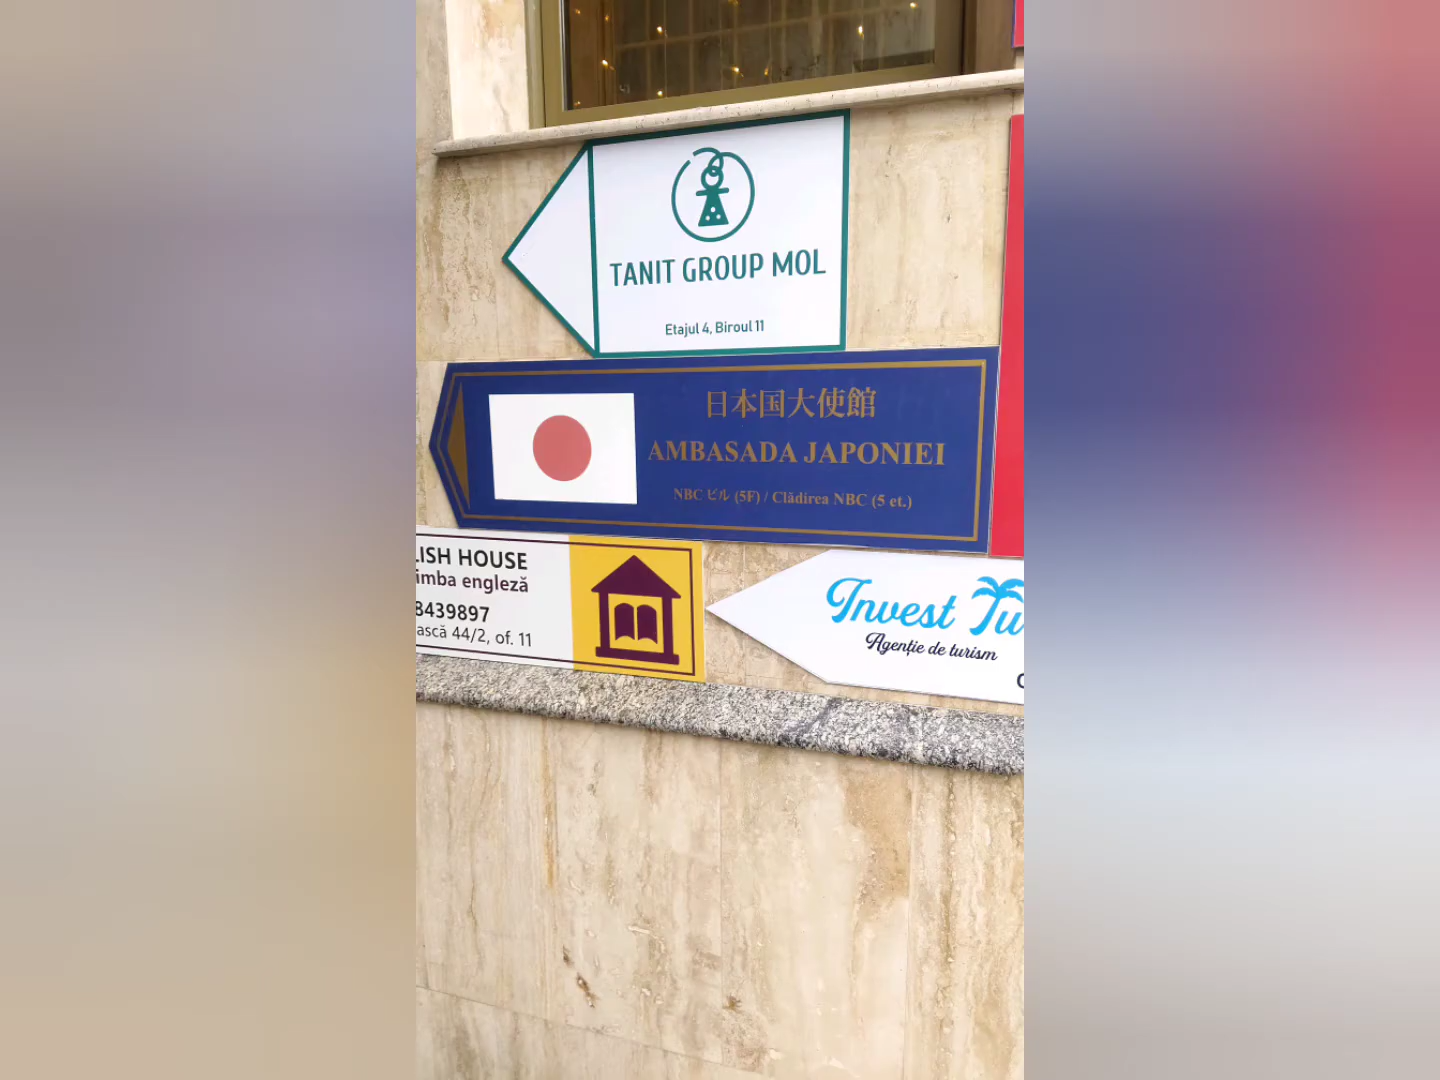 TANIT GROUP MOL
Etajul 4, Biroul 11
日本国大使館
AMBASADA JAPONIEI
NBC ビル (5F) / Clădirea NBC (5 et.)
LISH HOUSE
imba engleză
8439897
ască 44/2, of. 11
Invest Tu
Agenție de turism